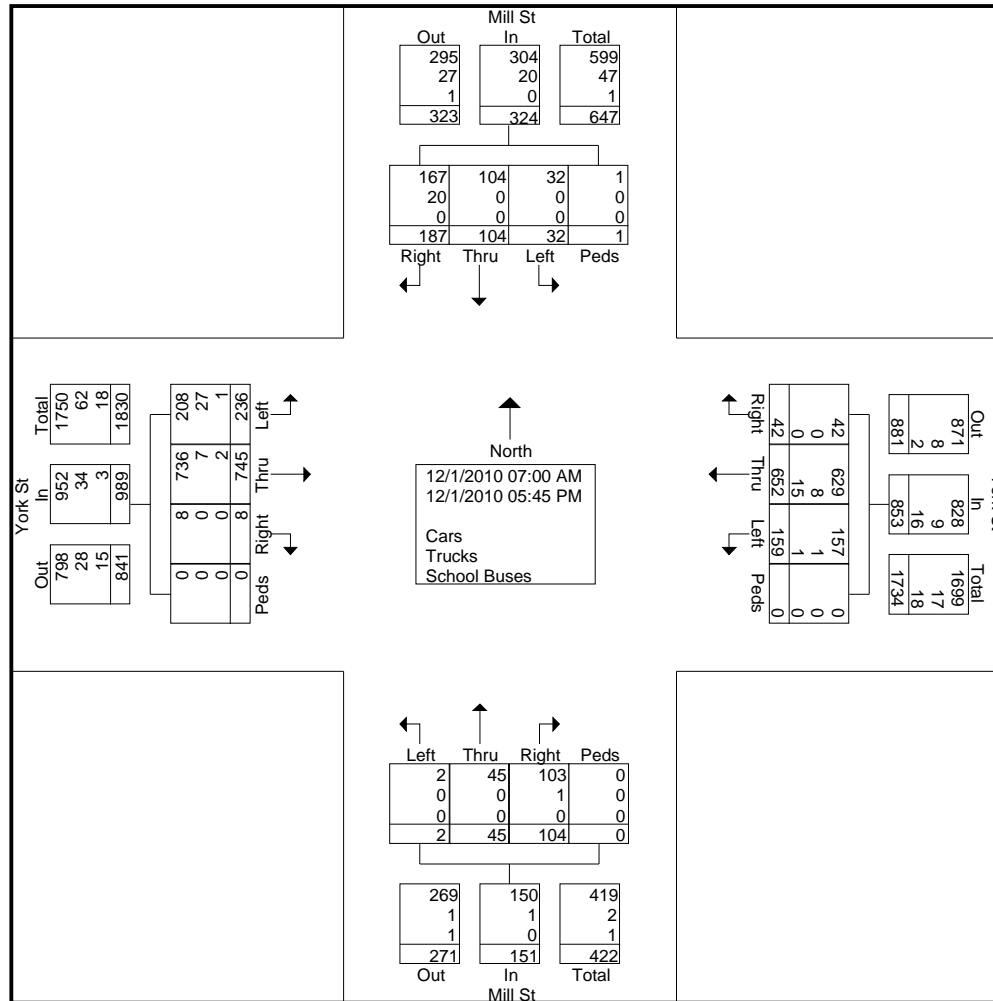 Mill St
Out In Total
295 304 599
27 20 47
1 0 1
323 324 647
167 104 32 1
20 0 0 0
0 0 0 0
187 104 32 1
Right Thru Left Peds
York St
Total In Out
1750 952 798
62 34 28
18 3 15
1830 989 841
Left Thru Right Peds
208 736 8 0
27 7 0 0
1 2 0 0
236 745 8 0
North
12/1/2010 07:00 AM
12/1/2010 05:45 PM
Cars
Trucks
School Buses
Right Thru Left Peds
42 629 157 0
0 8 1 0
0 15 1 0
42 652 159 0
Out In Total
871 828 1699
8 9 17
2 16 18
881 853 1734
Left Thru Right Peds
2 45 103 0
0 0 1 0
0 0 0 0
2 45 104 0
269 150 419
1 1 2
1 0 1
271 151 422
Out In Total
Mill St